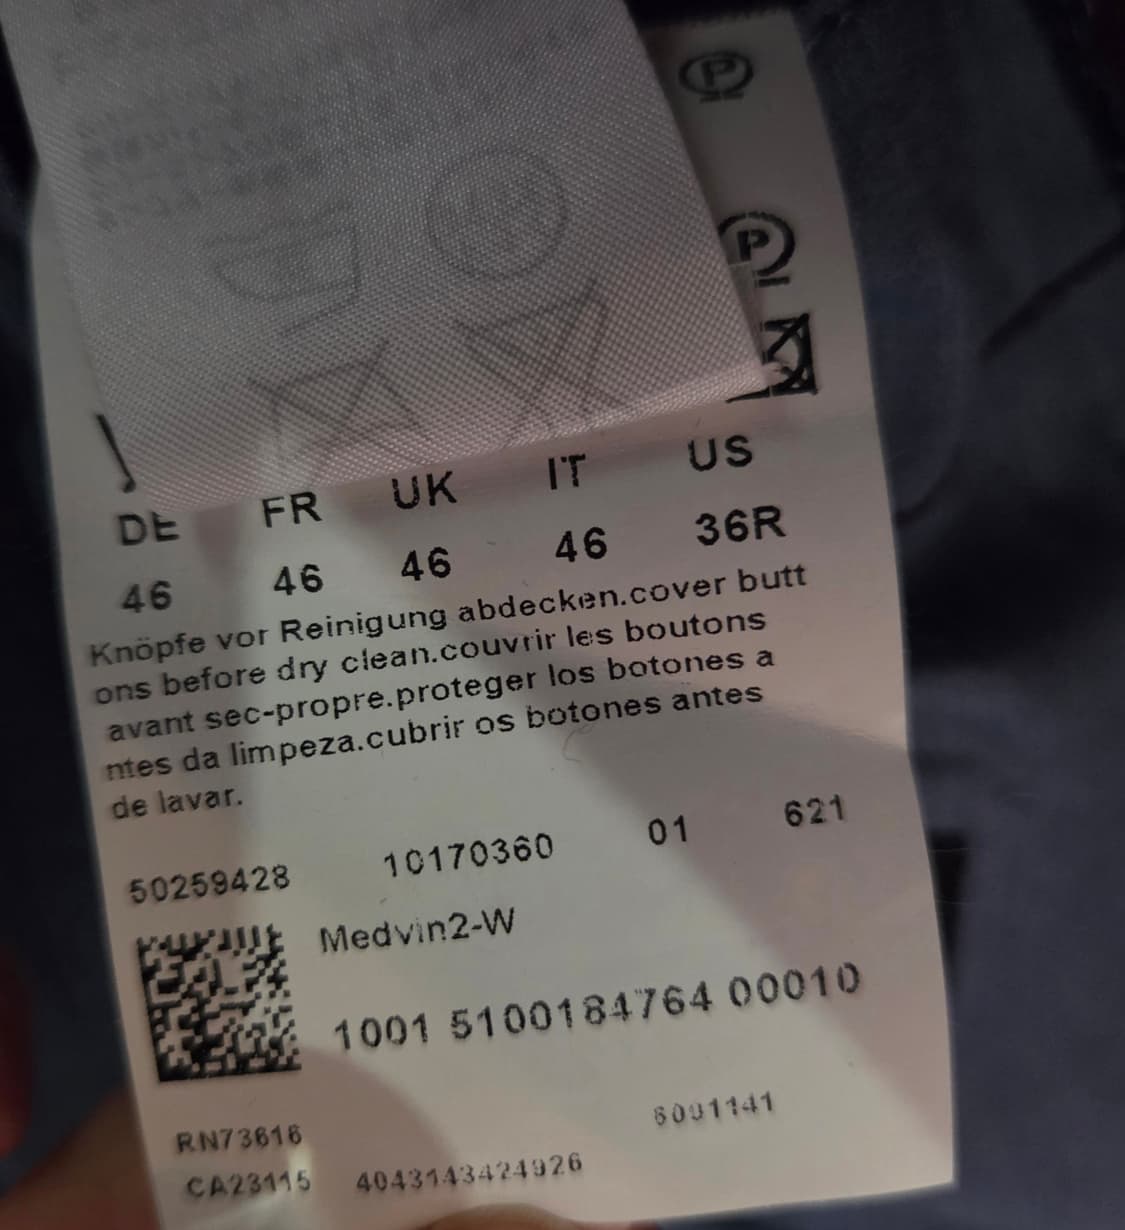 P
P
DE FR UK IT US
46 46 46 46 36R
Knöpfe vor Reinigung abdecken.cover butt
ons before dry clean.couvrir les boutons
avant sec-propre.proteger los botones a
ntes da limpeza.cubrir os botones antes
de lavar.
50259428 10170360 01 621
Medvin2-W
1001 5100184764 00010
RN73616
CA23115 4043143424926